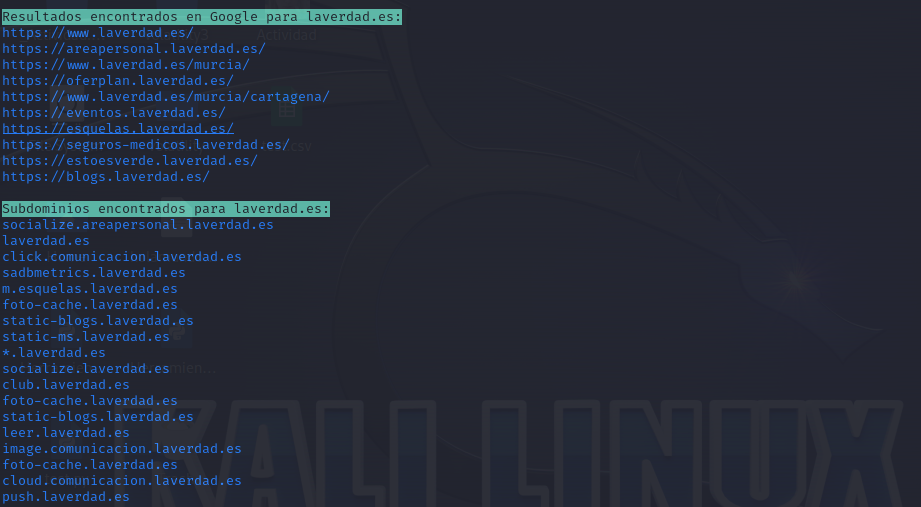 Resultados encontrados en Google para laverdad.es:
https://www.laverdad.es/
https://areapersonal.laverdad.es/
https://www.laverdad.es/murcia/
https://oferplan.laverdad.es/
https://www.laverdad.es/murcia/cartagena/
https://eventos.laverdad.es/
https://esquelas.laverdad.es/
https://seguros-medicos.laverdad.es/
https://estoesverde.laverdad.es/
https://blogs.laverdad.es/
Subdominios encontrados para laverdad.es:
socialize.areapersonal.laverdad.es
laverdad.es
click.comunicacion.laverdad.es
sadbmetrics.laverdad.es
m.esquelas.laverdad.es
foto-cache.laverdad.es
static-blogs.laverdad.es
static-ms.laverdad.es
*.laverdad.es
socialize.laverdad.es
club.laverdad.es
foto-cache.laverdad.es
static-blogs.laverdad.es
leer.laverdad.es
image.comunicacion.laverdad.es
foto-cache.laverdad.es
cloud.comunicacion.laverdad.es
push.laverdad.es
Actividad
KALI LINUX